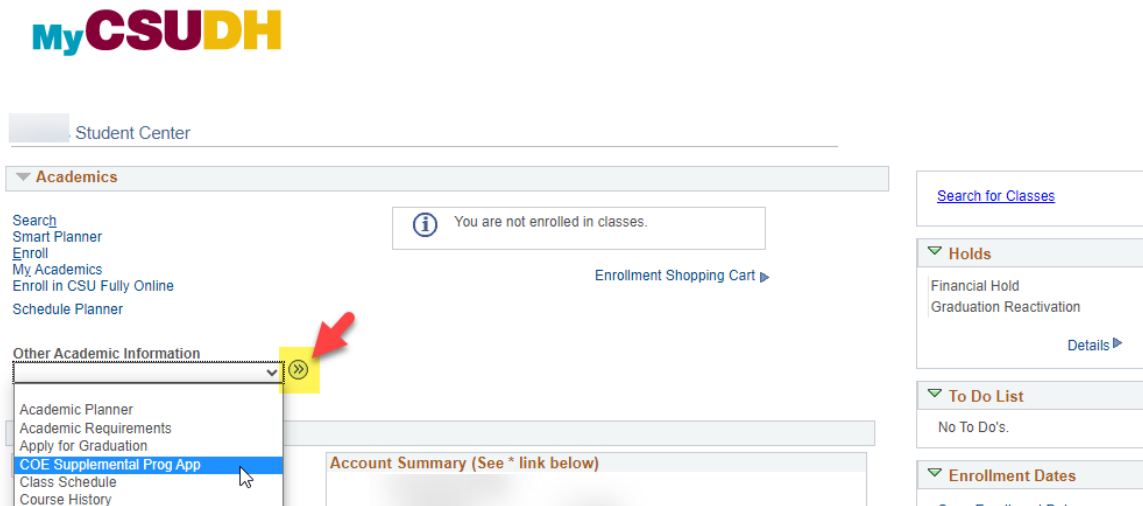 MyCSUDH
Student Center
Academics
Search
Smart Planner
Enroll
My Academics
Enroll in CSU Fully Online
Schedule Planner
You are not enrolled in classes.
Enrollment Shopping Cart
Other Academic Information
Academic Planner
Academic Requirements
Apply for Graduation
COE Supplemental Prog App
Class Schedule
Course History
Account Summary (See * link below)
Search for Classes
Holds
Financial Hold
Graduation Reactivation
Details
To Do List
No To Do's.
Enrollment Dates